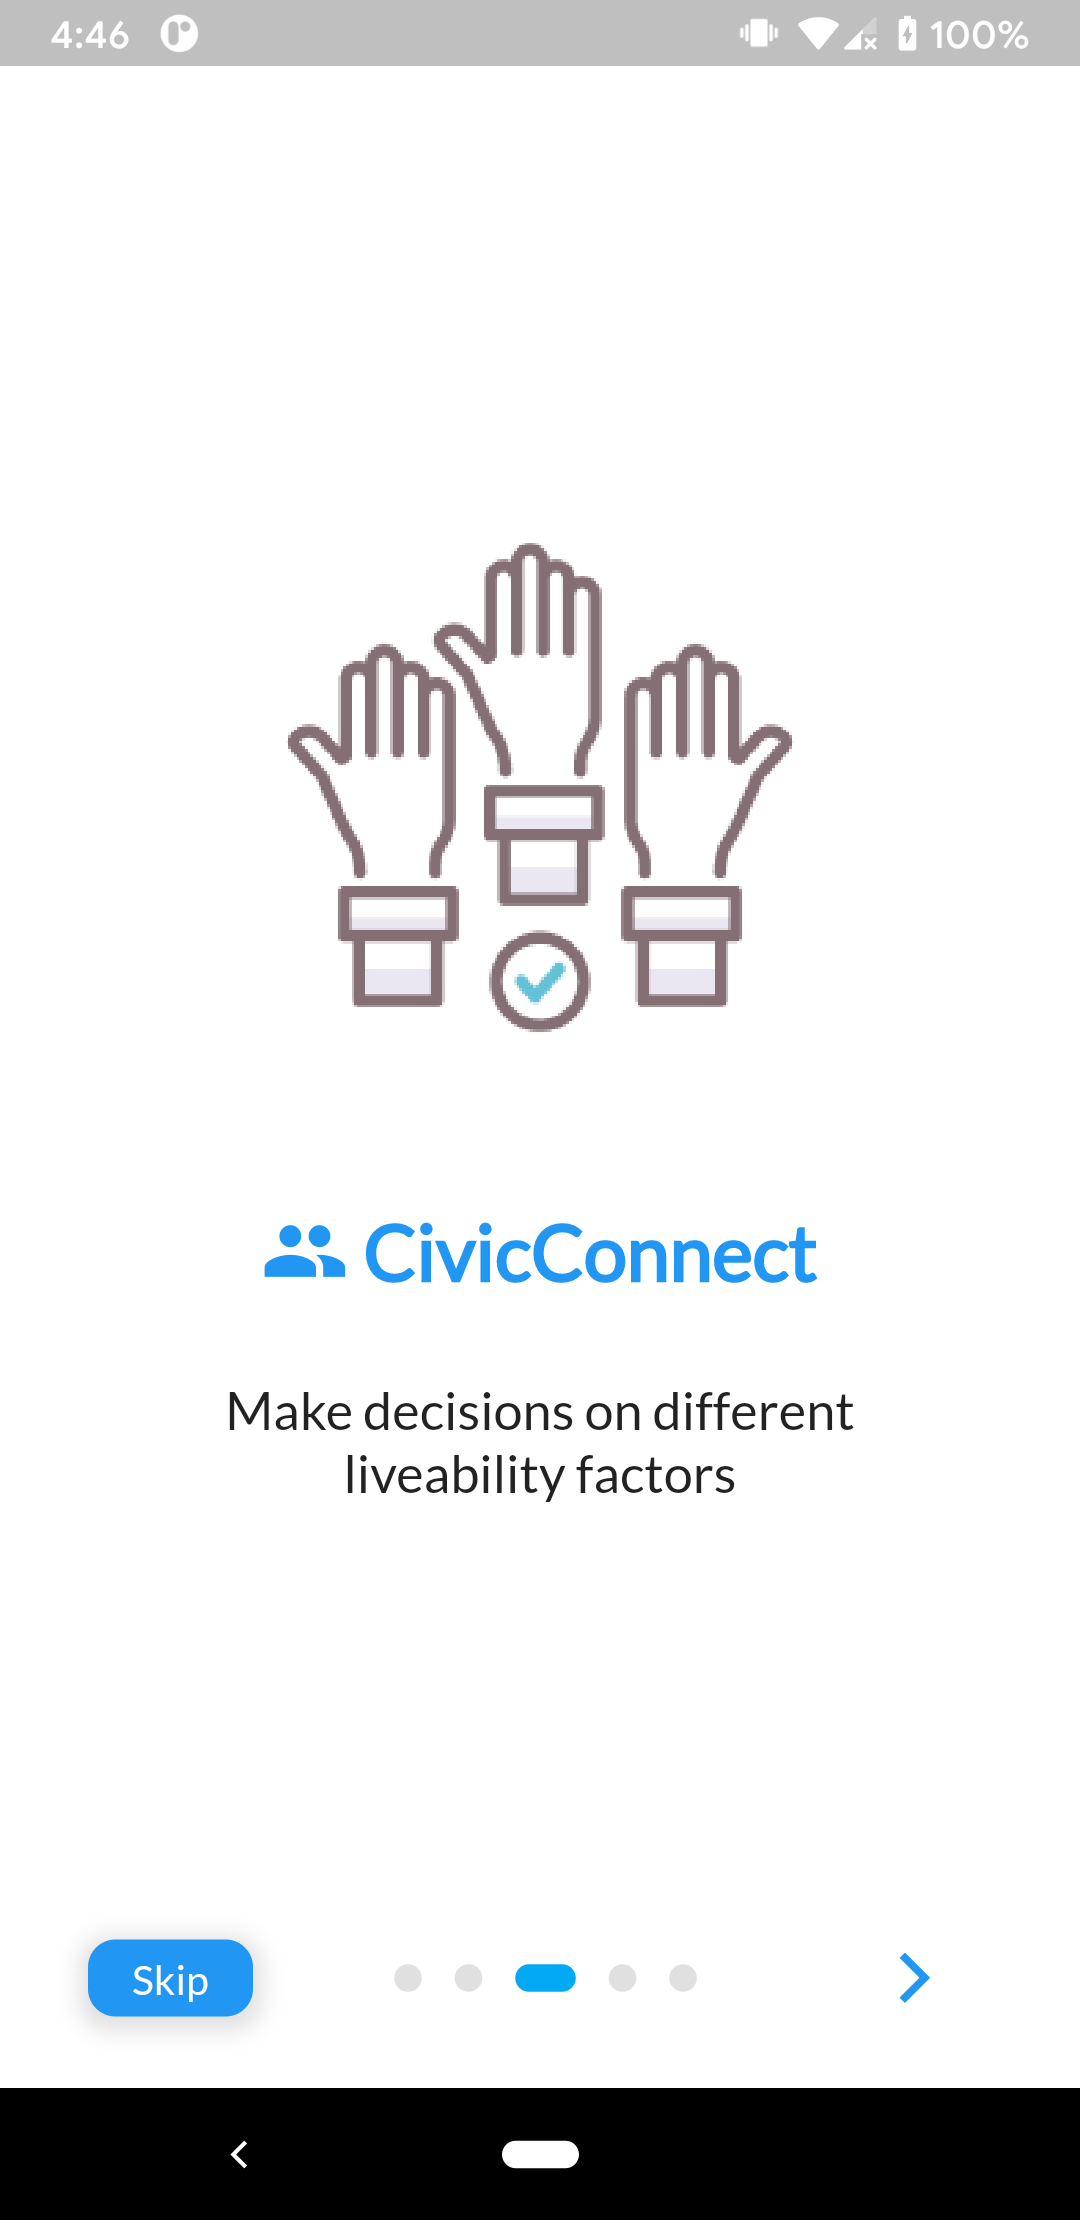 4:46 100%
CivicConnect
Make decisions on different
liveability factors
Skip